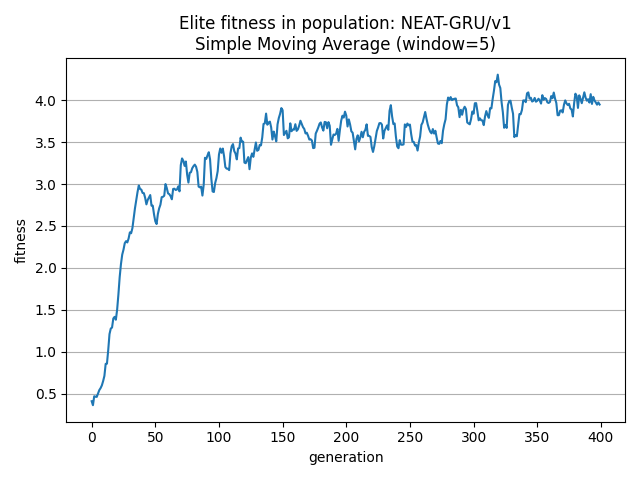 Elite fitness in population: NEAT-GRU/v1
Simple Moving Average (window=5)
fitness
4.0
3.5
3.0
2.5
2.0
1.5
1.0
0.5
0 50 100 150 200 250 300 350 400
generation